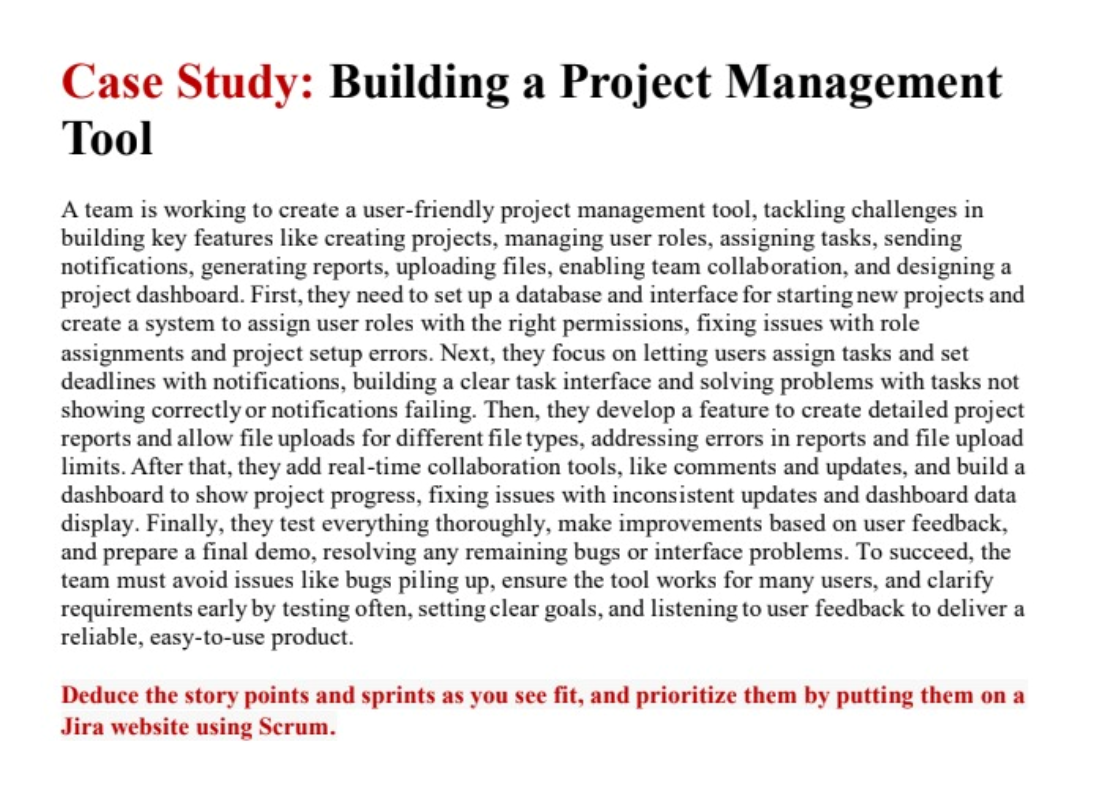 Case Study: Building a Project Management
Tool
A team is working to create a user-friendly project management tool, tackling challenges in
building key features like creating projects, managing user roles, assigning tasks, sending
notifications, generating reports, uploading files, enabling team collaboration, and designing a
project dashboard. First, they need to set up a database and interface for starting new projects and
create a system to assign user roles with the right permissions, fixing issues with role
assignments and project setup errors. Next, they focus on letting users assign tasks and set
deadlines with notifications, building a clear task interface and solving problems with tasks not
showing correctly or notifications failing. Then, they develop a feature to create detailed project
reports and allow file uploads for different file types, addressing errors in reports and file upload
limits. After that, they add real-time collaboration tools, like comments and updates, and build a
dashboard to show project progress, fixing issues with inconsistent updates and dashboard data
display. Finally, they test everything thoroughly, make improvements based on user feedback,
and prepare a final demo, resolving any remaining bugs or interface problems. To succeed, the
team must avoid issues like bugs piling up, ensure the tool works for many users, and clarify
requirements early by testing often, setting clear goals, and listening to user feedback to deliver a
reliable, easy-to-use product.
Deduce the story points and sprints as you see fit, and prioritize them by putting them on a
Jira website using Scrum.